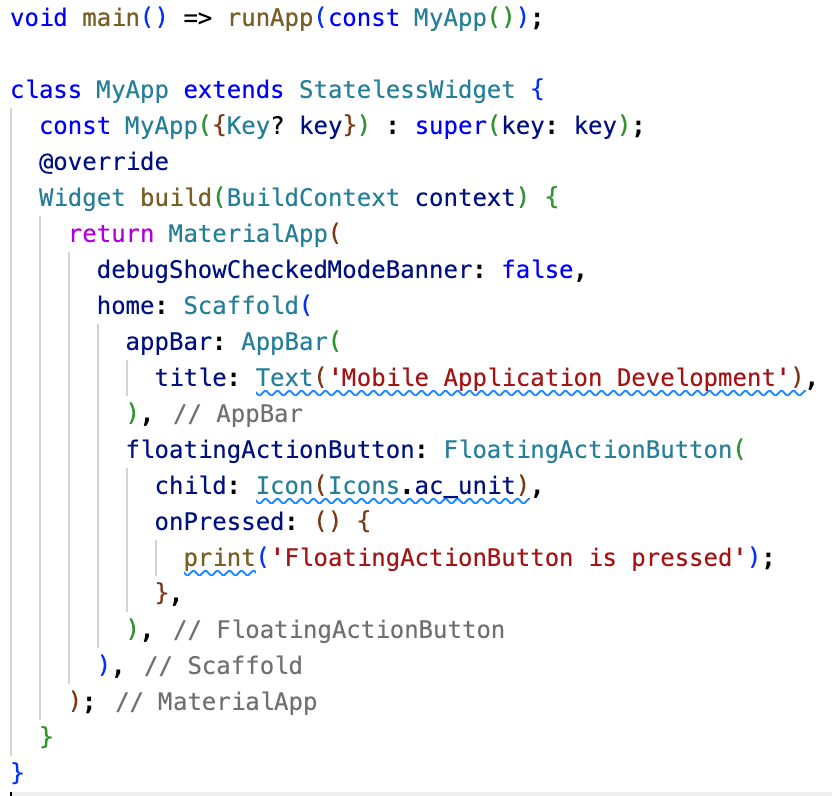 void main() => runApp(const MyApp());

class MyApp extends StatelessWidget {
  const MyApp({Key? key}) : super(key: key);
  @override
  Widget build(BuildContext context) {
    return MaterialApp(
      debugShowCheckedModeBanner: false,
      home: Scaffold(
        appBar: AppBar(
          title: Text('Mobile Application Development'),
        ), // AppBar
        floatingActionButton: FloatingActionButton(
          child: Icon(Icons.ac_unit),
          onPressed: () {
            print('FloatingActionButton is pressed');
          },
        ), // FloatingActionButton
      ), // Scaffold
    ); // MaterialApp
  }
}